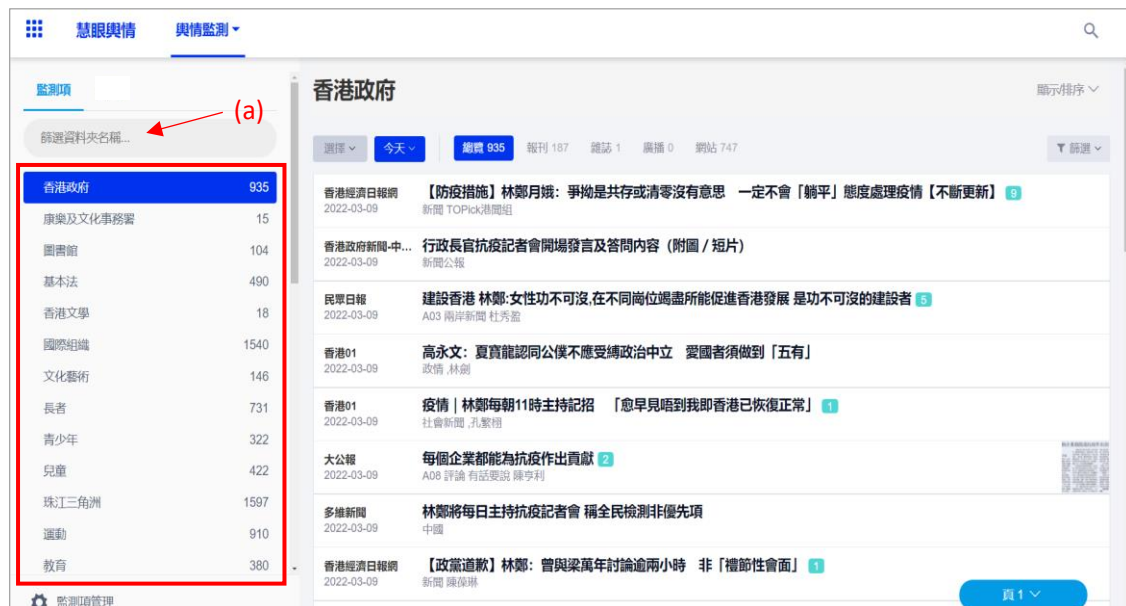 慧眼輿情 輿情監測
監測項
(a)
篩選資料夾名稱...
香港政府 935
康樂及文化事務署 15
圖書館 104
基本法 490
香港文學 18
國際組織 1540
文化藝術 146
長者 731
青少年 322
兒童 422
珠江三角洲 1597
運動 910
教育 380
監測項管理
香港政府 顯示/排序
選擇 今天 總覽 935 報刊 187 雜誌 1 廣播 0 網站 747 篩選
香港經濟日報網 【防疫措施】林鄭月娥：爭拗是共存或清零沒有意思 一定不會「躺平」態度處理疫情【不斷更新】 9
2022-03-09 新聞 TOPick港聞組
香港政府新聞-中... 行政長官抗疫記者會開場發言及答問內容（附圖 / 短片）
2022-03-09 新聞公報
民眾日報 建設香港 林鄭:女性功不可沒,在不同崗位竭盡所能促進香港發展 是功不可沒的建設者 5
2022-03-09 A03 兩岸新聞 杜秀盈
香港01 高永文：夏寶龍認同公僕不應受縛政治中立 愛國者須做到「五有」
2022-03-09 政情 ,林劍
香港01 疫情 | 林鄭每朝11時主持記招 「愈早見唔到我即香港已恢復正常」 1
2022-03-09 社會新聞 ,孔繁栩
大公報 每個企業都能為抗疫作出貢獻 2
2022-03-09 A08 評論 有話要說 陳亨利
多維新聞 林鄭將每日主持抗疫記者會 稱全民檢測非優先項
2022-03-09 中國
香港經濟日報網 【政黨道歉】林鄭：曾與梁萬年討論逾兩小時 非「禮節性會面」 1
2022-03-09 新聞 陳葆琳
頁 1